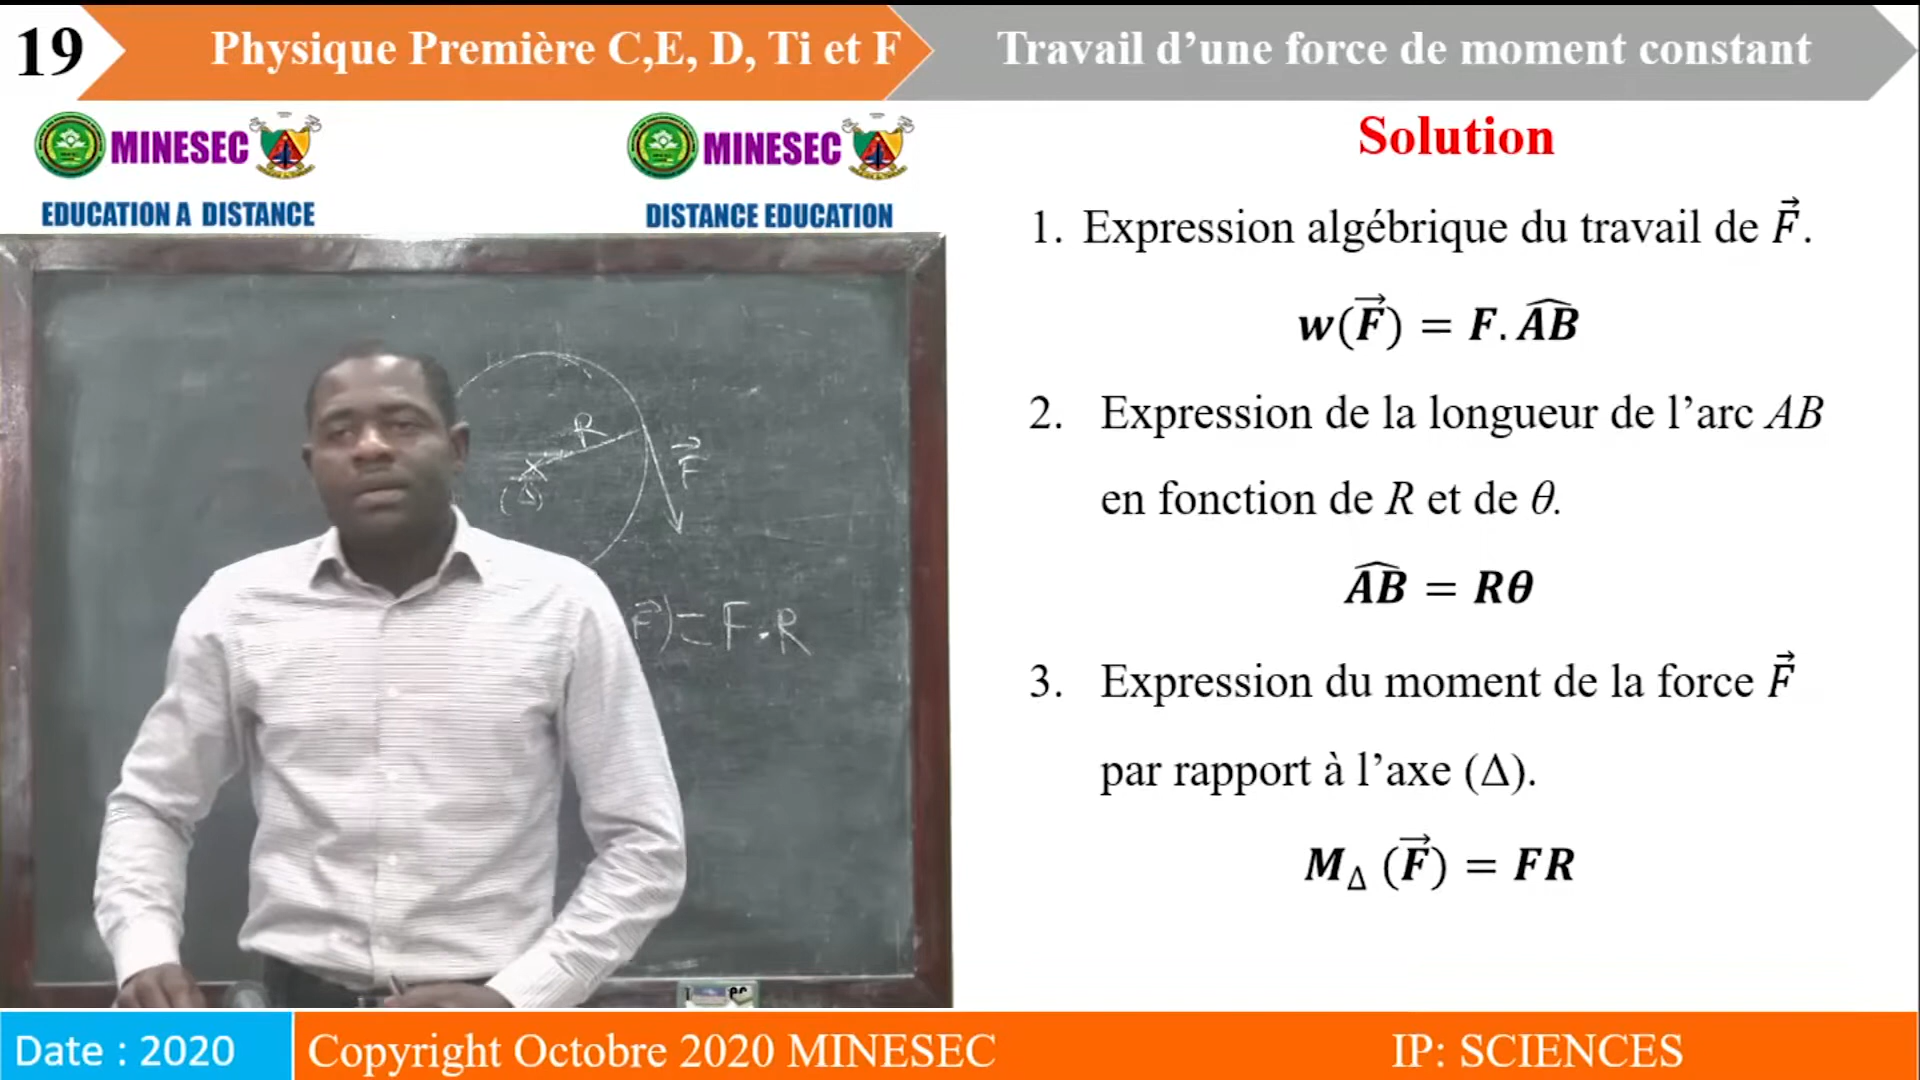 19
Physique Première C,E, D, Ti et F
Travail d’une force de moment constant
MINESEC
EDUCATION A DISTANCE
MINESEC
DISTANCE EDUCATION
R
F⃗
(Δ)
F⃗) = F.R
Solution
1. Expression algébrique du travail de F⃗.
w(F⃗) = F. A͡B
2. Expression de la longueur de l’arc AB
en fonction de R et de θ.
A͡B = Rθ
3. Expression du moment de la force F⃗
par rapport à l’axe (Δ).
M_Δ (F⃗) = FR
Date : 2020
Copyright Octobre 2020 MINESEC
IP: SCIENCES